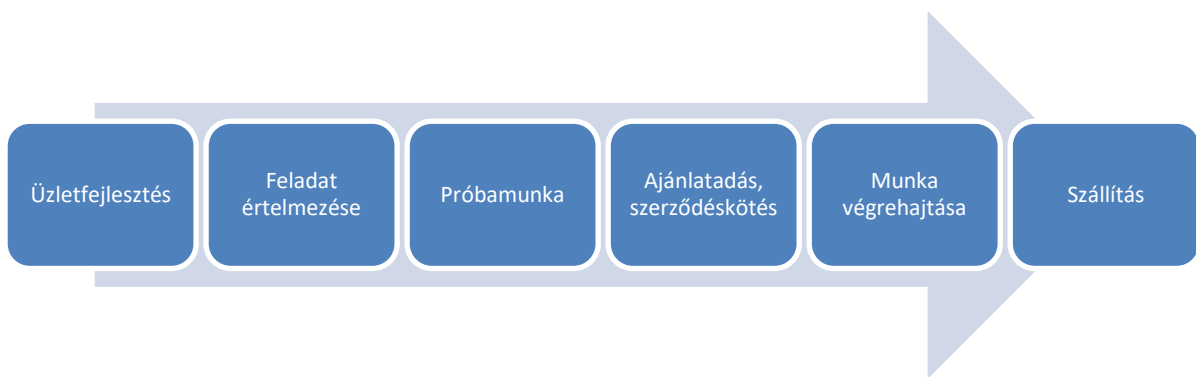 Üzletfejlesztés
Feladat
értelmezése
Próbamunka
Ajánlatadás,
szerződéskötés
Munka
végrehajtása
Szállítás